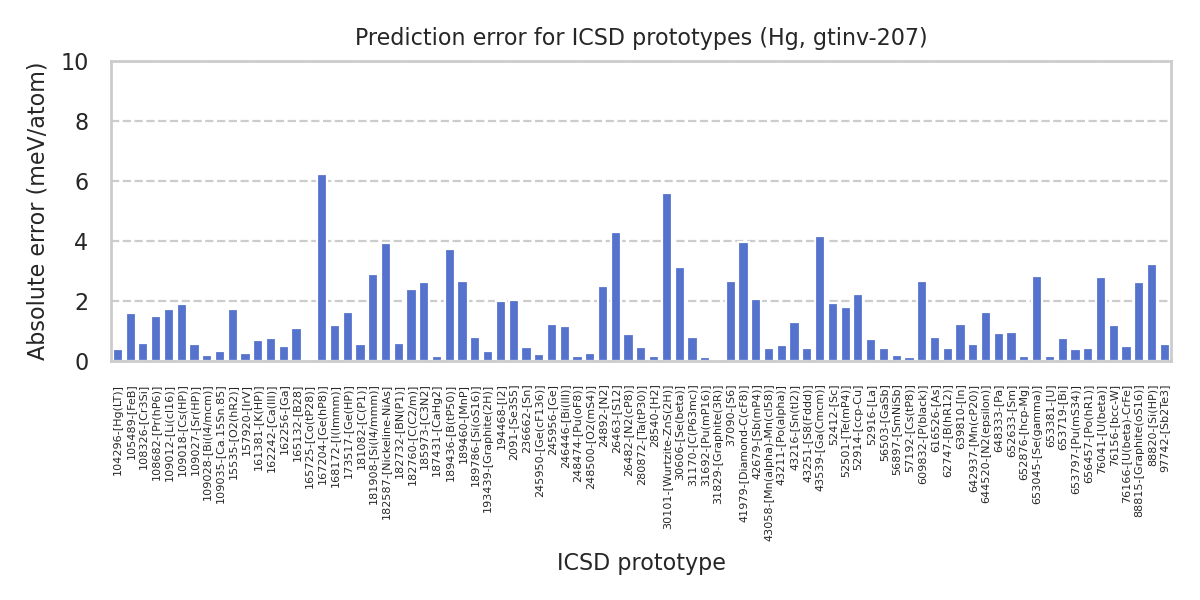 Prediction error for ICSD prototypes (Hg, gtinv-207)
Absolute error (meV/atom)
10
8
6
4
2
0
104296-[Hg(LT)]
105489-[FeB]
108326-[Cr3Si]
108682-[Pr(hP6)]
109012-[Li(cI16)]
109018-[Cs(HP)]
109027-[Sr(HP)]
109028-[Bi(I4/mcm)]
109035-[Ca.15Sn.85]
15535-[O2(hR2)]
157920-[IrV]
161381-[K(HP)]
162242-[Ca(III)]
162256-[Ga]
165132-[B28]
165725-[Co(tP28)]
167204-[Ge(hP8)]
168172-[I(Immm)]
173517-[Ge(HP)]
181082-[C(P1)]
181908-[Si(I4/mmm)]
182587-[Nickeline-NiAs]
182732-[BN(P1)]
182760-[C(C2/m)]
185973-[C3N2]
187431-[CaHg2]
189436-[B(tP50)]
189460-[MnP]
189786-[Si(oS16)]
193439-[Graphite(2H)]
194468-[I2]
2091-[Se3S5]
236662-[Sn]
245950-[Ge(cF136)]
245956-[Ge]
246446-[Bi(III)]
248474-[Pu(oF8)]
248500-[O2(mS4)]
24892-[N2]
26463-[S12]
26482-[N2(cP8)]
280872-[Ta(tP30)]
28540-[H2]
30101-[Wurtzite-ZnS(2H)]
30606-[Se(beta)]
31170-[C(P63mc)]
31692-[Pu(mP16)]
31829-[Graphite(3R)]
37090-[S6]
41979-[Diamond-C(cF8)]
42679-[Sb(mP4)]
43058-[Mn(alpha)-Mn(cI58)]
43211-[Po(alpha)]
43216-[Sn(tI2)]
43251-[S8(Fddd)]
43539-[Ga(Cmcm)]
52412-[Sc]
52501-[Te(mP4)]
52914-[ccp-Cu]
52916-[La]
56503-[GaSb]
56897-[SmNiSb]
57192-[Cs(tP8)]
609832-[P(black)]
616526-[As]
62747-[B(hR12)]
639810-[In]
642937-[Mn(cP20)]
644520-[N2(epsilon)]
648333-[Pa]
652633-[Sm]
652876-[hcp-Mg]
653045-[Se(gamma)]
653381-[U]
653719-[Bi]
653797-[Pu(mS34)]
656457-[Po(hR1)]
76041-[U(beta)]
76156-[bcc-W]
76166-[U(beta)-CrFe]
88815-[Graphite(oS16)]
88820-[Si(HP)]
97742-[Sb2Te3]
ICSD prototype